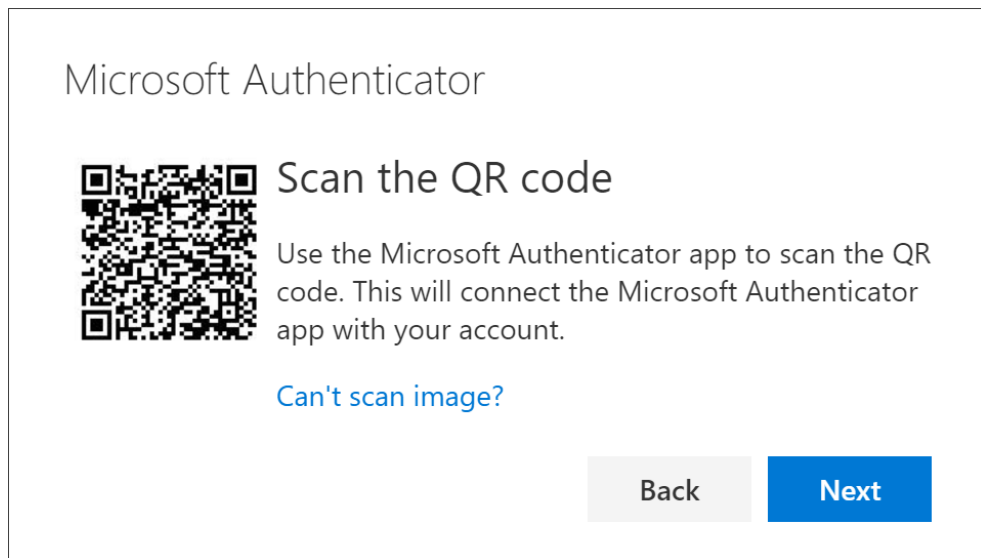 Microsoft Authenticator
Scan the QR code
Use the Microsoft Authenticator app to scan the QR
code. This will connect the Microsoft Authenticator
app with your account.
Can't scan image?
Back
Next